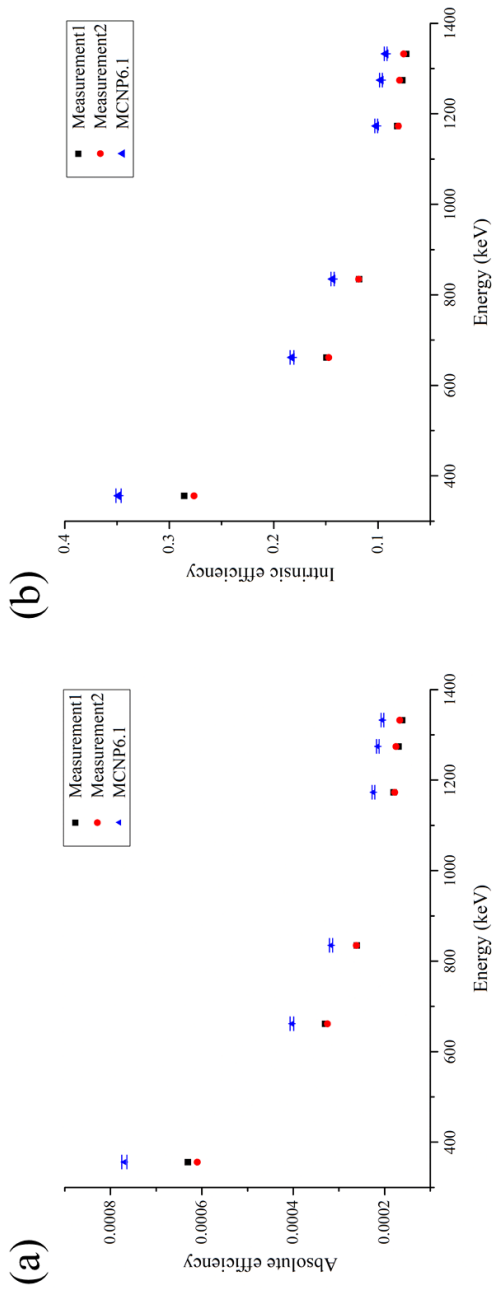 (a)
Measurement1
Measurement2
MCNP6.1
Absolute efficiency
0.0008
0.0006
0.0004
0.0002
400
600
800
1000
1200
1400
Energy (keV)
(b)
Measurement1
Measurement2
MCNP6.1
Intrinsic efficiency
0.4
0.3
0.2
0.1
400
600
800
1000
1200
1400
Energy (keV)